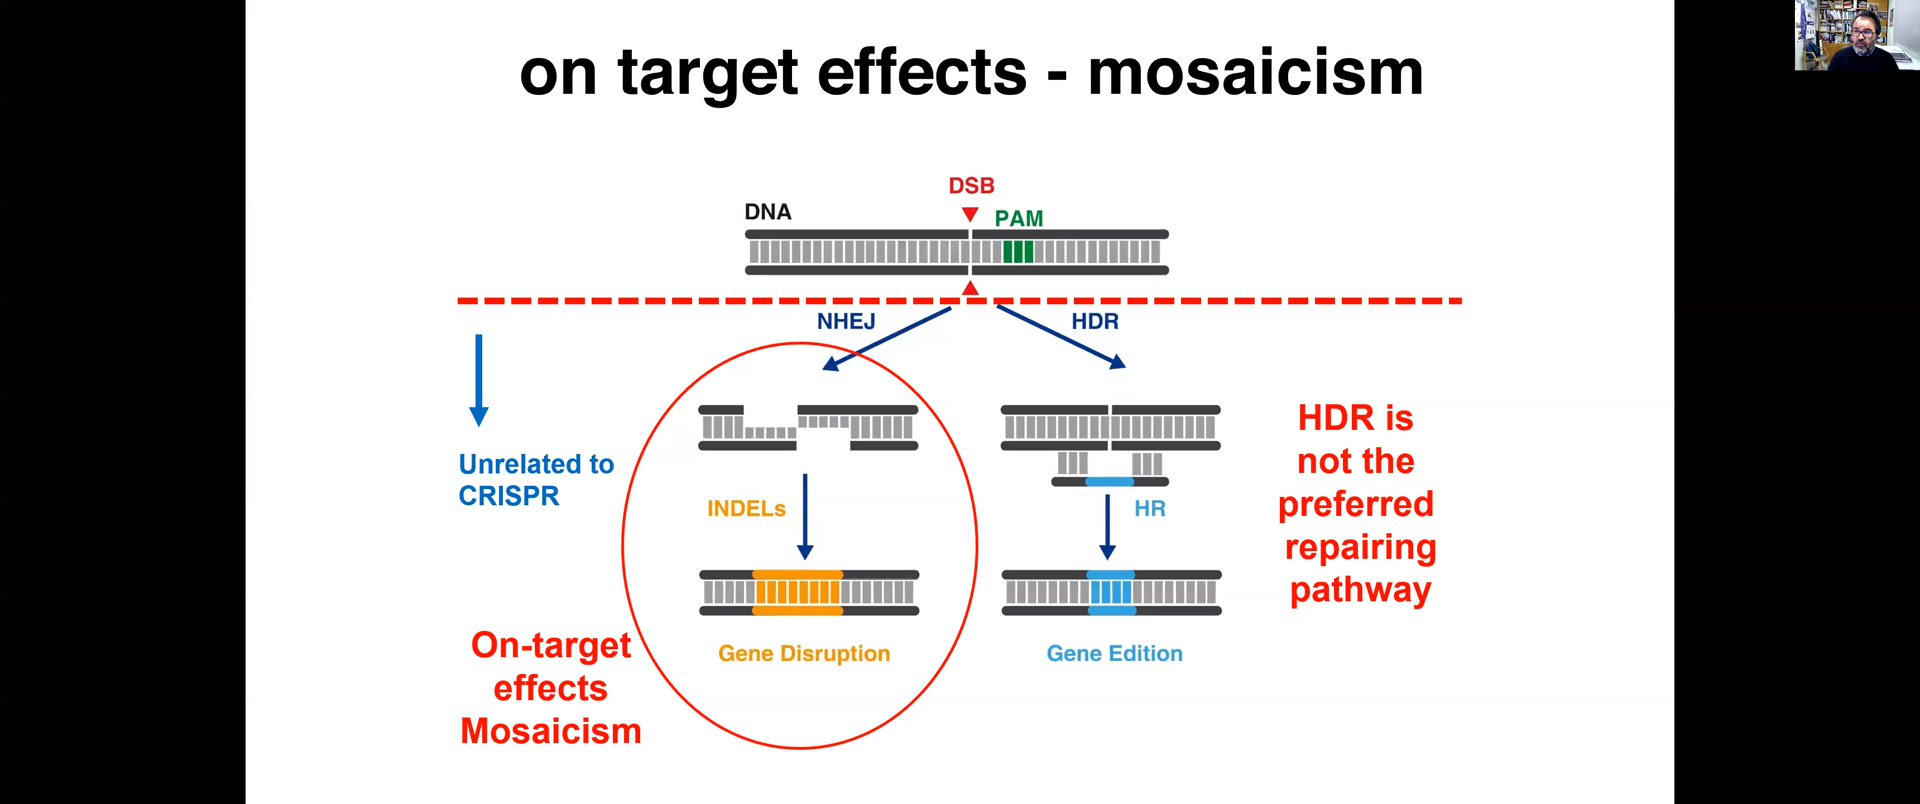 on target effects - mosaicism
DSB
DNA
PAM
NHEJ
HDR
Unrelated to
CRISPR
INDELs
HR
HDR is
not the
preferred
repairing
pathway
On-target
effects
Mosaicism
Gene Disruption
Gene Edition